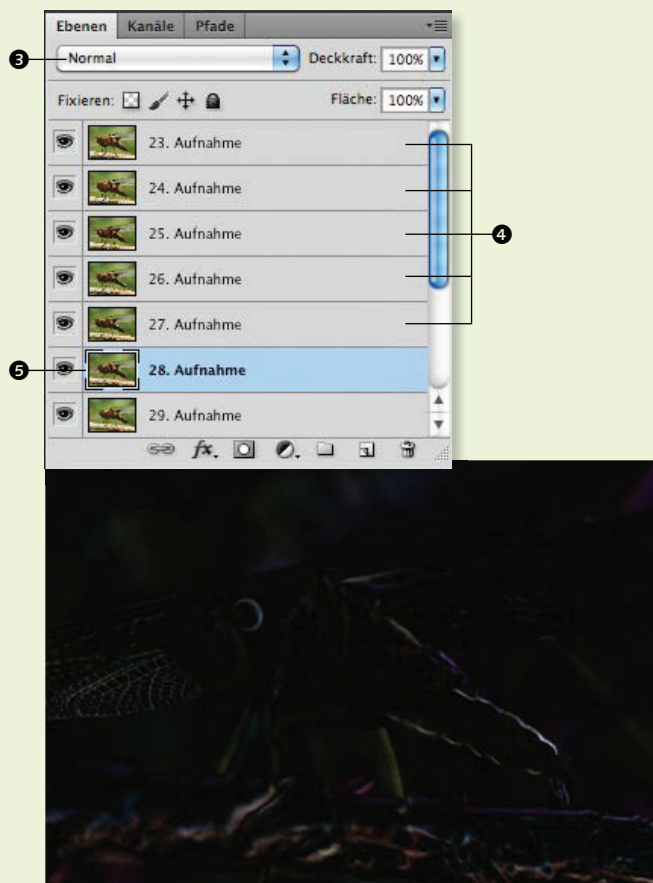 Ebenen Kanäle Pfade
❸ Normal Deckkraft: 100%
Fixieren: Fläche: 100%
23. Aufnahme
24. Aufnahme
25. Aufnahme ❹
26. Aufnahme
27. Aufnahme
❺ 28. Aufnahme
29. Aufnahme
fx.